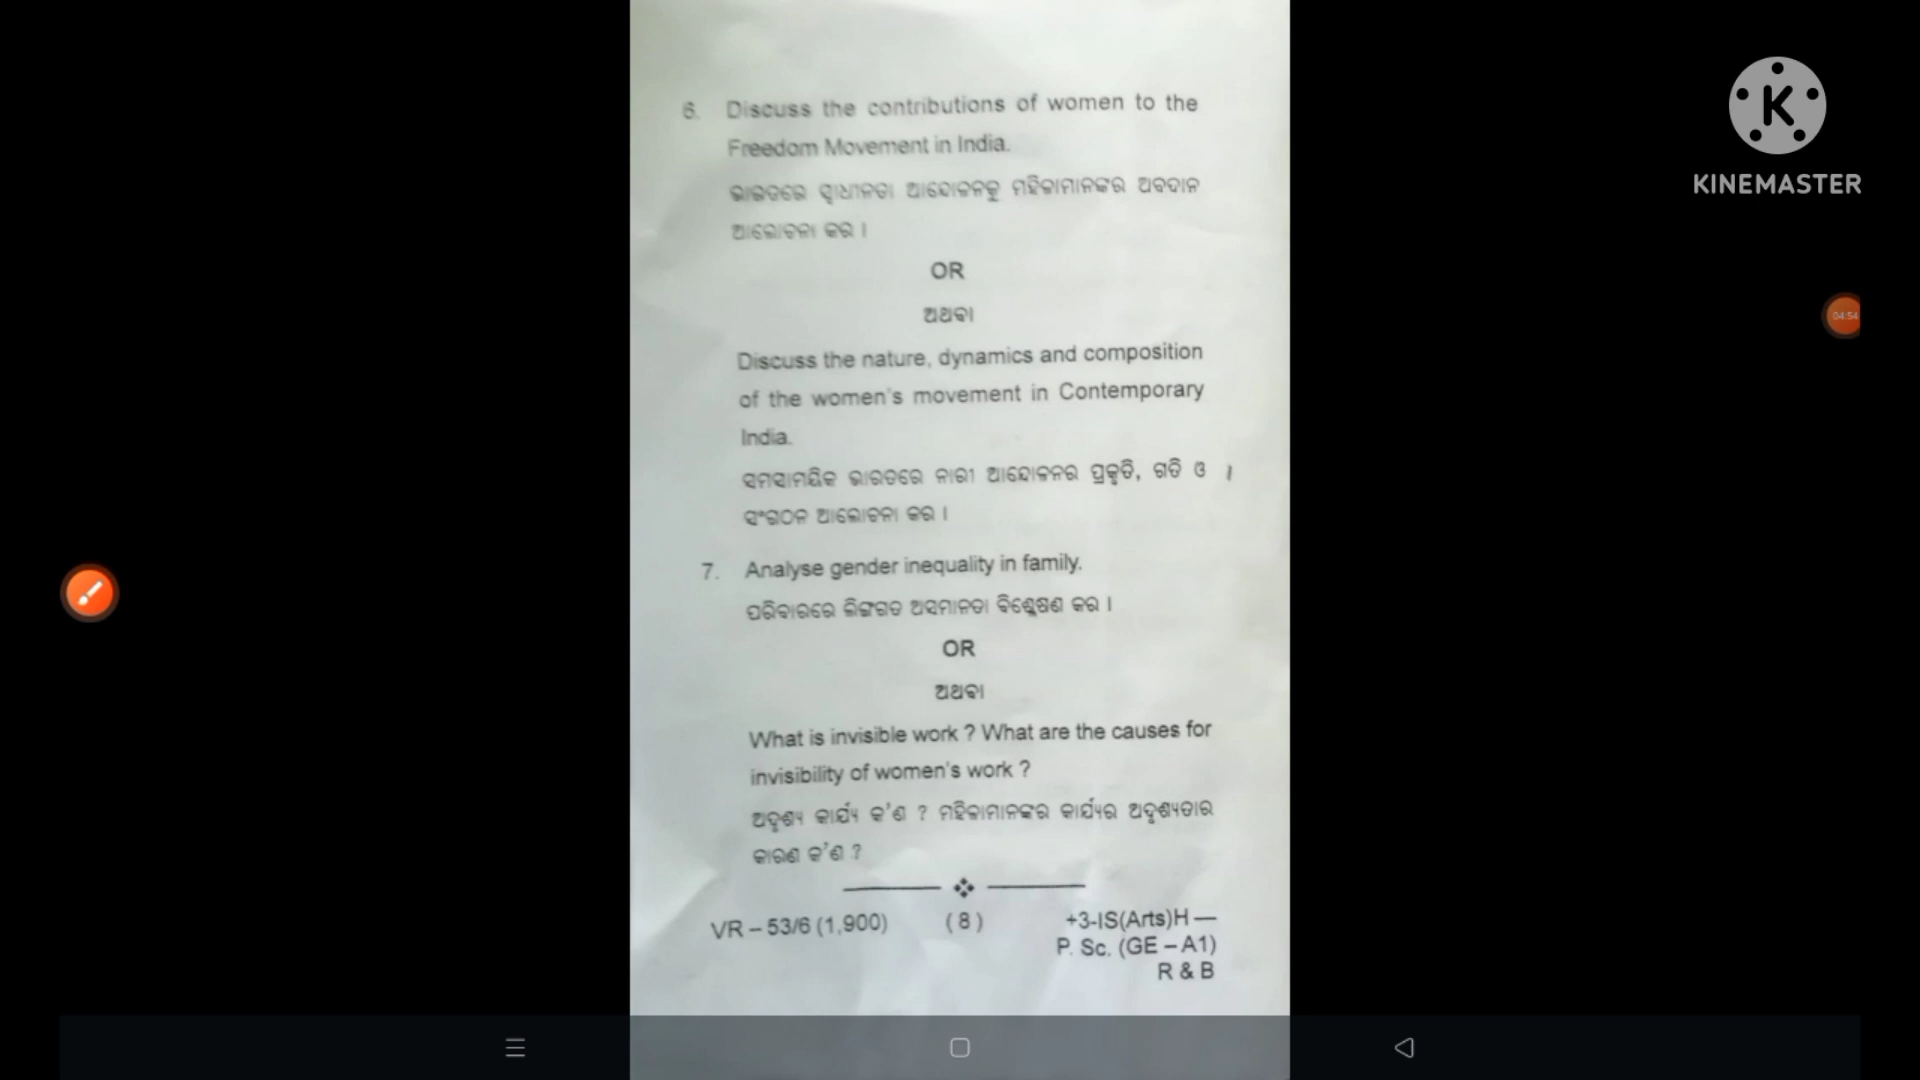 6. Discuss the contributions of women to the
Freedom Movement in India.
ଭାରତରେ ସ୍ୱାଧୀନତା ଆନ୍ଦୋଳନକୁ ମହିଳାମାନଙ୍କର ଅବଦାନ
ଆଲୋଚନା କର ।
OR
ଅଥବା
Discuss the nature, dynamics and composition
of the women's movement in Contemporary
India.
ସମସାମୟିକ ଭାରତରେ ନାରୀ ଆନ୍ଦୋଳନର ପ୍ରକୃତି, ଗତି ଓ
ସଂଗଠନ ଆଲୋଚନା କର ।
7. Analyse gender inequality in family.
ପରିବାରରେ ଲିଙ୍ଗଗତ ଅସମାନତା ବିଶ୍ଳେଷଣ କର ।
OR
ଅଥବା
What is invisible work ? What are the causes for
invisibility of women's work ?
ଅଦୃଶ୍ୟ କାର୍ଯ୍ୟ କ'ଣ ? ମହିଳାମାନଙ୍କର କାର୍ଯ୍ୟର ଅଦୃଶ୍ୟତାର
କାରଣ କ'ଣ ?
VR – 53/6 (1,900) ( 8 ) +3-IS(Arts)H —
P. Sc. (GE – A1)
R & B
K
KINEMASTER
04:54